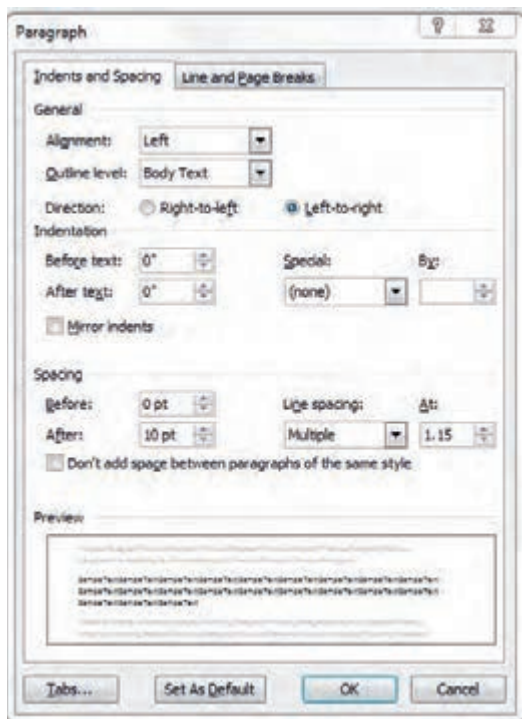 Paragraph
Indents and Spacing Line and Page Breaks
General
Alignment: Left
Outline level: Body Text
Direction: Right-to-left Left-to-right
Indentation
Before text: 0" Special: By:
After text: 0" (none)
Mirror indents
Spacing
Before: 0 pt Line spacing: At:
After: 10 pt Multiple 1.15
Don't add space between paragraphs of the same style
Preview
Tabs... Set As Default OK Cancel